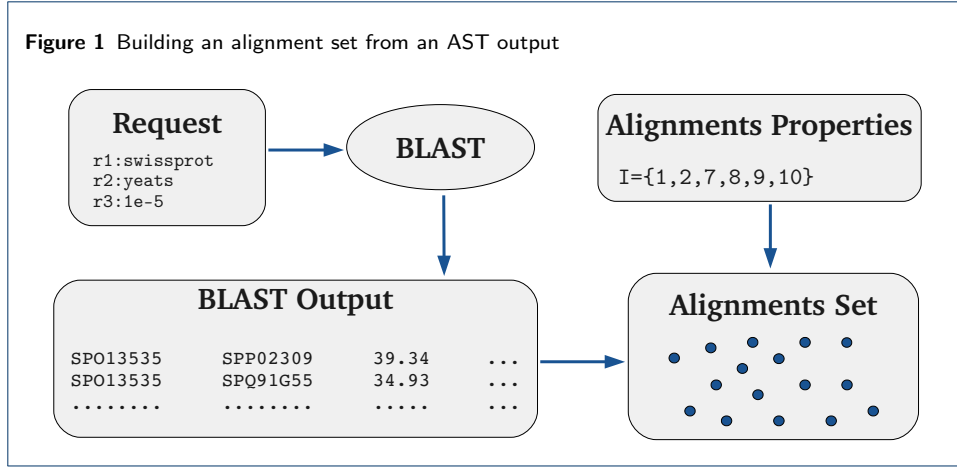 Figure 1 Building an alignment set from an AST output
Request
r1:swissprot
r2:yeats
r3:1e-5
BLAST
Alignments Properties
I={1,2,7,8,9,10}
BLAST Output
SPO13535 SPP02309 39.34 ...
SPO13535 SPQ91G55 34.93 ...
........ ........ ..... ...
Alignments Set